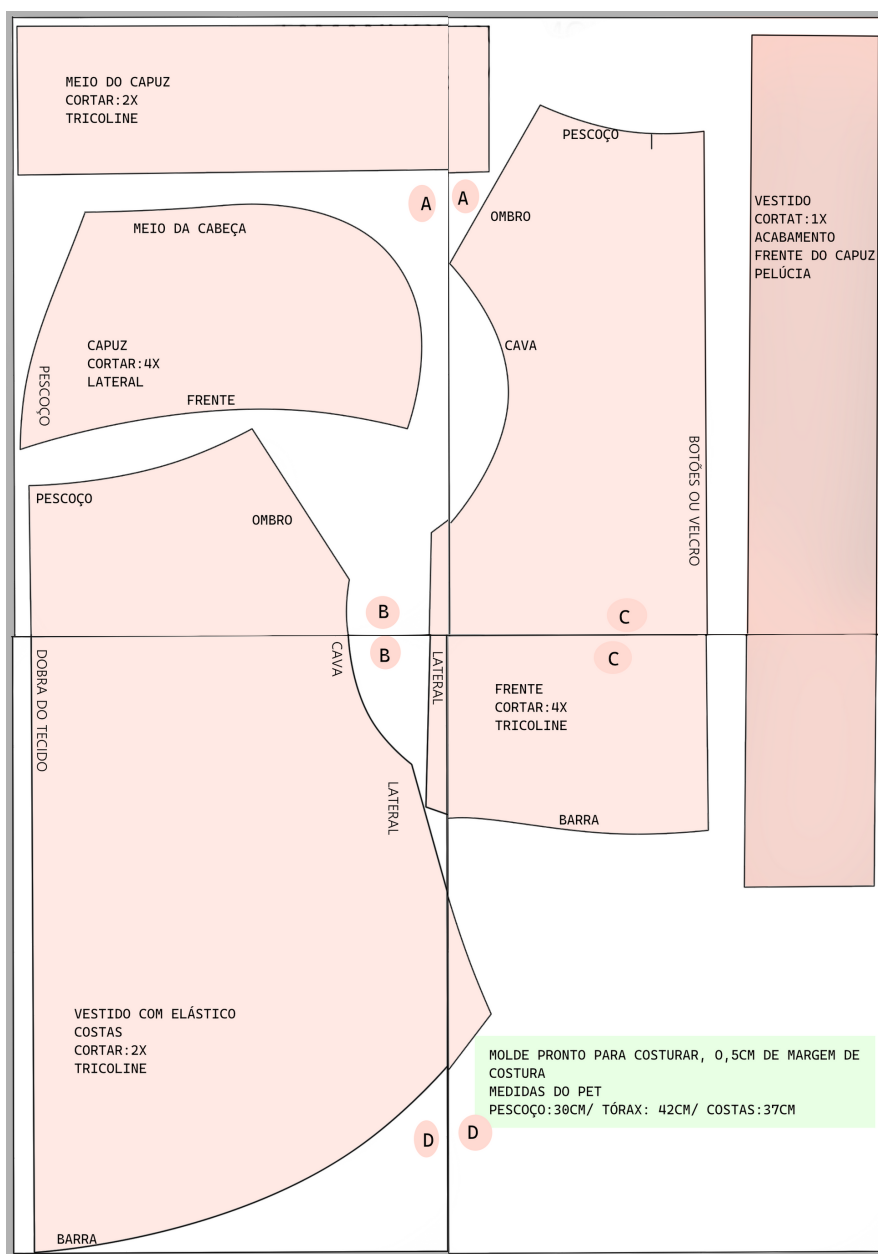 MEIO DO CAPUZ
CORTAR:2X
TRICOLINE
A
A
MEIO DA CABEÇA
CAPUZ
CORTAR:4X
LATERAL
PESCOÇO
FRENTE
PESCOÇO
OMBRO
CAVA
BOTÕES OU VELCRO
VESTIDO
CORTAT:1X
ACABAMENTO
FRENTE DO CAPUZ
PELÚCIA
PESCOÇO
OMBRO
B
B
C
C
DOBRA DO TECIDO
CAVA
LATERAL
LATERAL
FRENTE
CORTAR:4X
TRICOLINE
BARRA
VESTIDO COM ELÁSTICO
COSTAS
CORTAR:2X
TRICOLINE
BARRA
D
D
MOLDE PRONTO PARA COSTURAR, O,5CM DE MARGEM DE
COSTURA
MEDIDAS DO PET
PESCOÇO:30CM/ TÓRAX: 42CM/ COSTAS:37CM